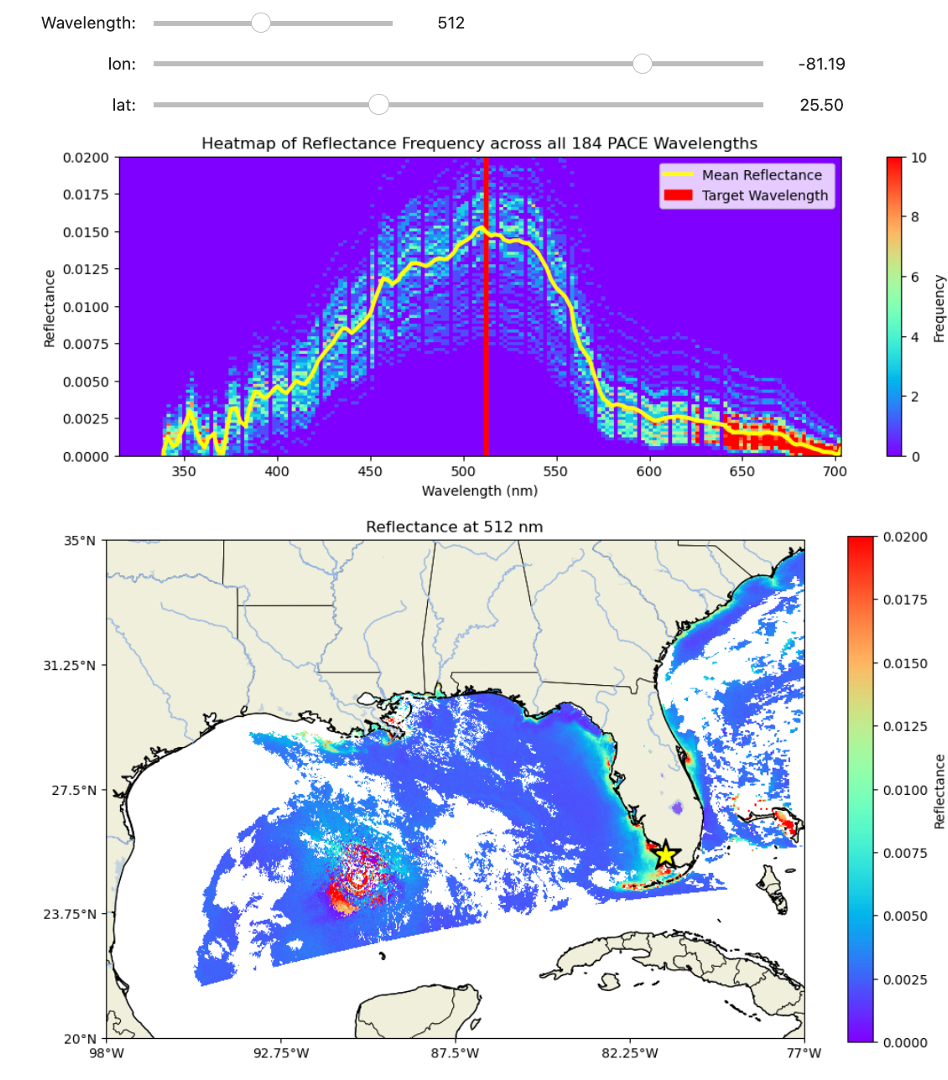 Wavelength: 512
lon: -81.19
lat: 25.50
Heatmap of Reflectance Frequency across all 184 PACE Wavelengths
Mean Reflectance
Target Wavelength
0.0200
0.0175
0.0150
0.0125
0.0100
0.0075
0.0050
0.0025
0.0000
Reflectance
350 400 450 500 550 600 650 700
Wavelength (nm)
10
8
6
4
2
0
Frequency
Reflectance at 512 nm
35°N
31.25°N
27.5°N
23.75°N
20°N
98°W 92.75°W 87.5°W 82.25°W 77°W
0.0200
0.0175
0.0150
0.0125
0.0100
0.0075
0.0050
0.0025
0.0000
Reflectance